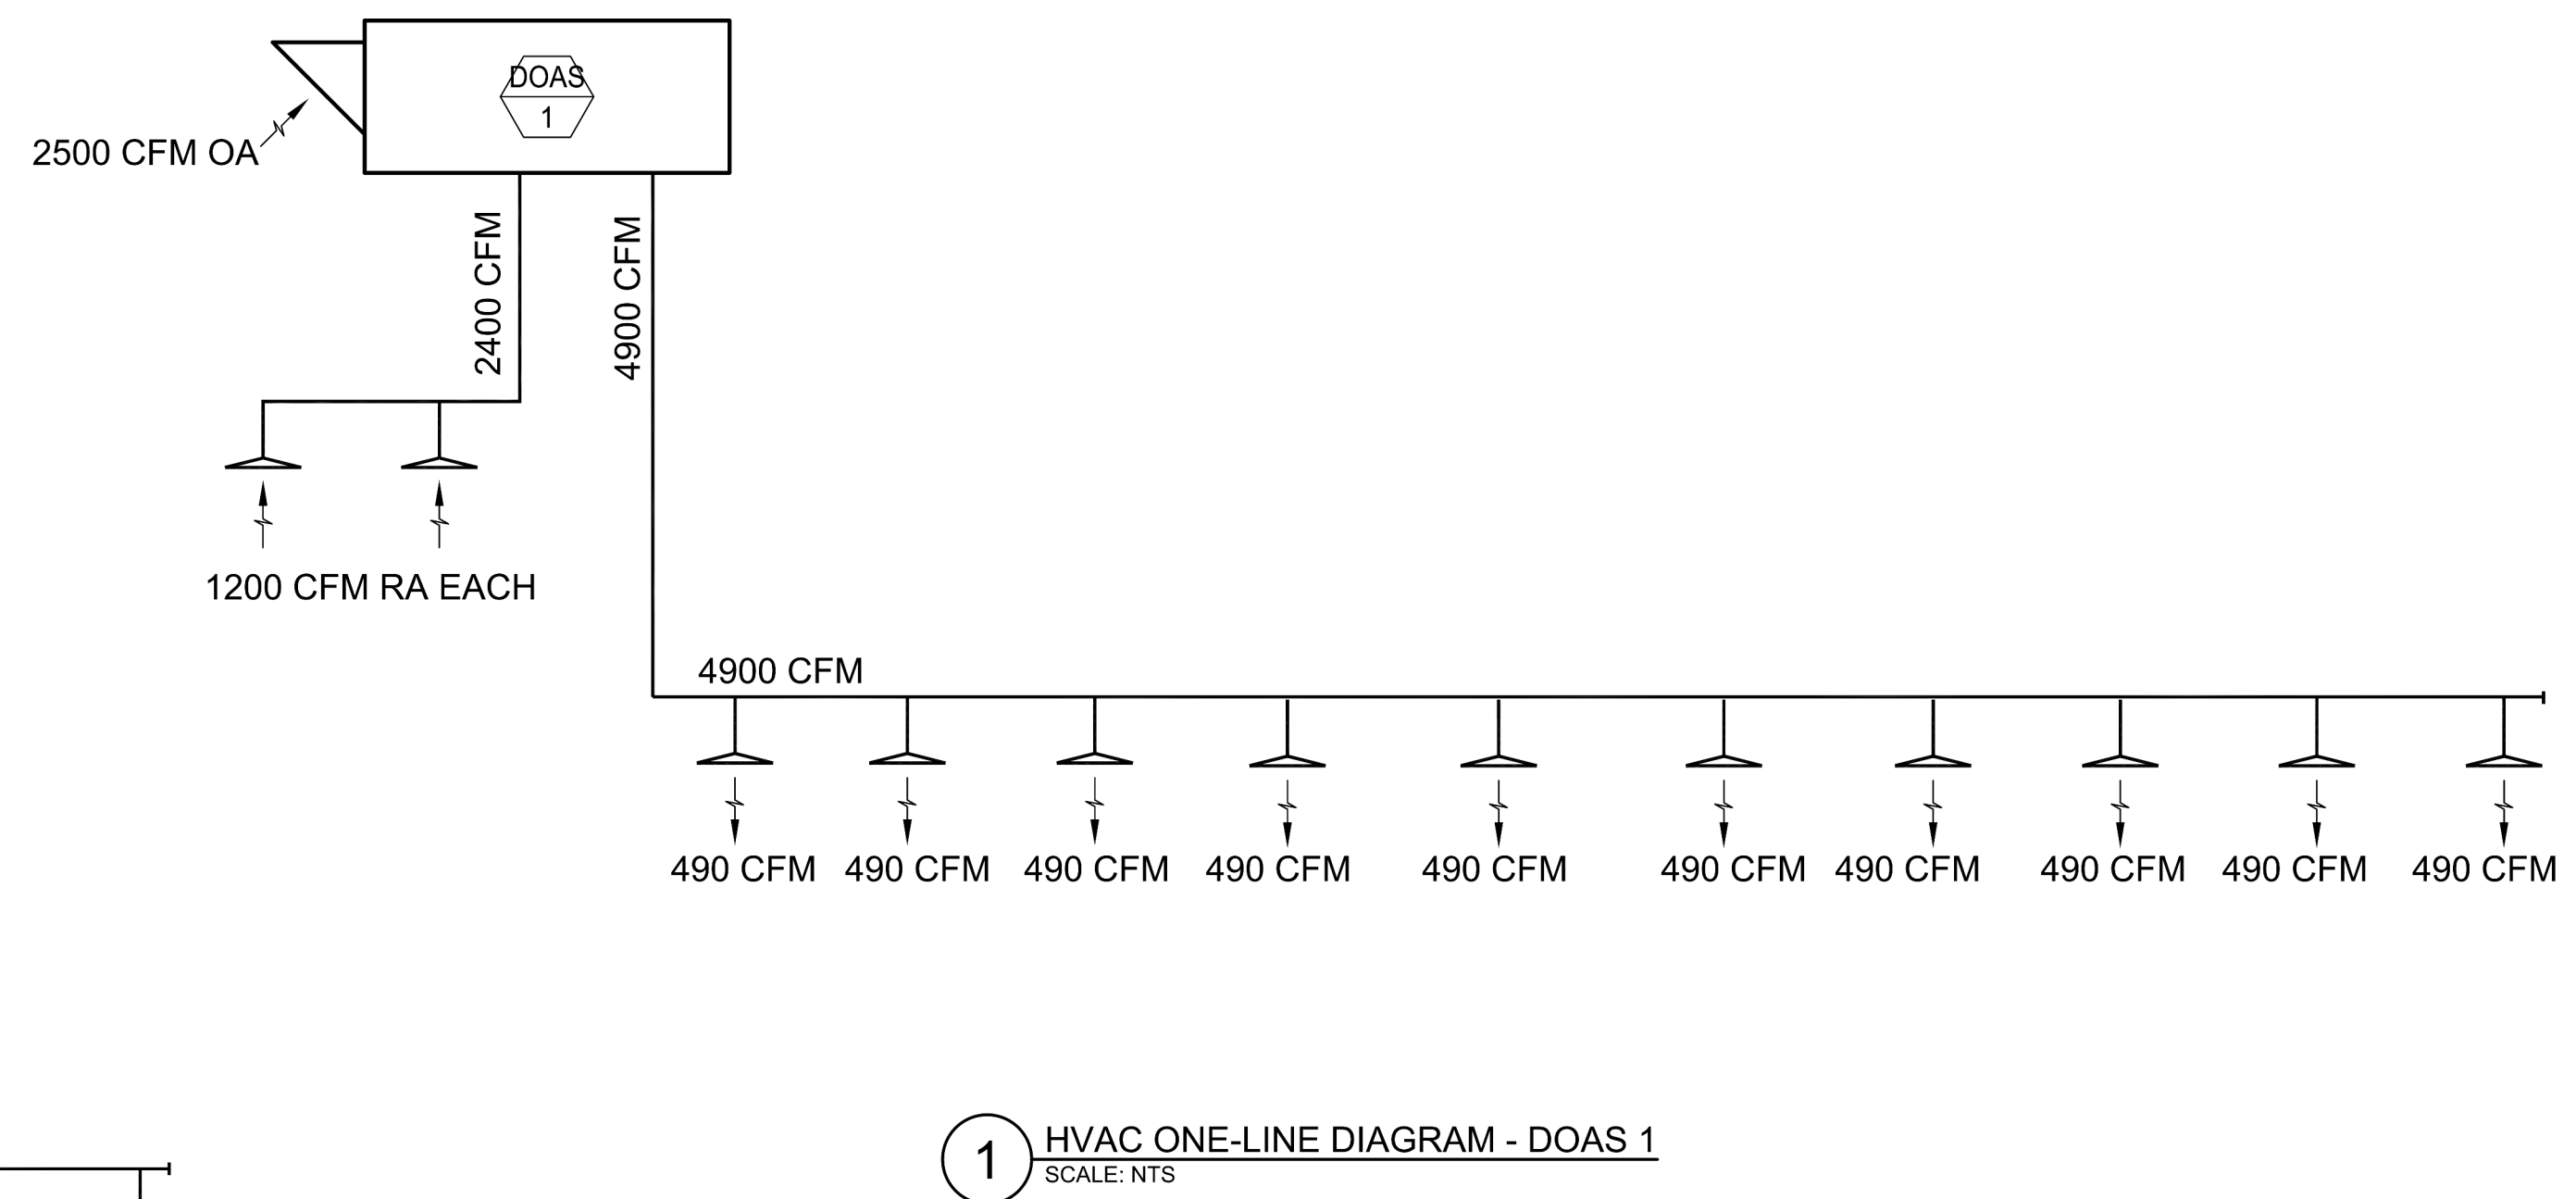 DOAS
1
2500 CFM OA
2400 CFM
4900 CFM
1200 CFM RA EACH
4900 CFM
490 CFM 490 CFM 490 CFM 490 CFM 490 CFM 490 CFM 490 CFM 490 CFM 490 CFM 490 CFM
1 HVAC ONE-LINE DIAGRAM - DOAS 1
SCALE: NTS